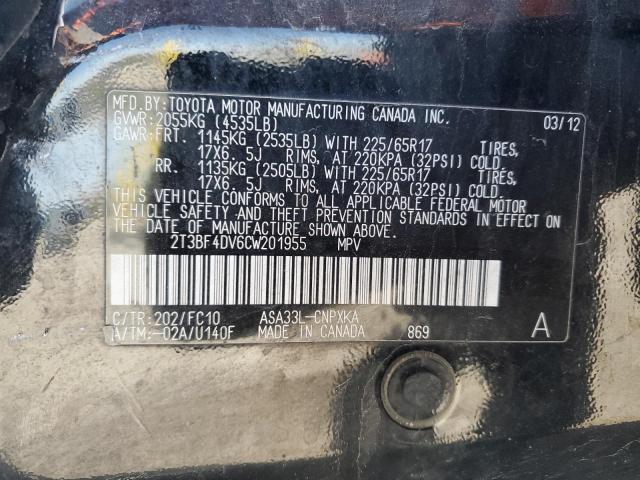 MFD.BY:TOYOTA MOTOR MANUFACTURING CANADA INC.
GVWR:2055KG (4535LB) 03/12
GAWR:FRT. 1145KG (2535LB) WITH 225/65R17 TIRES,
17X6.5J RIMS, AT 220KPA (32PSI) COLD.
RR. 1135KG (2505LB) WITH 225/65R17 TIRES,
17X6.5J RIMS, AT 220KPA (32PSI) COLD.
THIS VEHICLE CONFORMS TO ALL APPLICABLE FEDERAL MOTOR
VEHICLE SAFETY AND THEFT PREVENTION STANDARDS IN EFFECT ON
THE DATE OF MANUFACTURE SHOWN ABOVE.
2T3BF4DV6CW201955 MPV
C/TR:202/FC10 ASA33L-CNPXKA
A/TM:-02A/U140F MADE IN CANADA 869 A